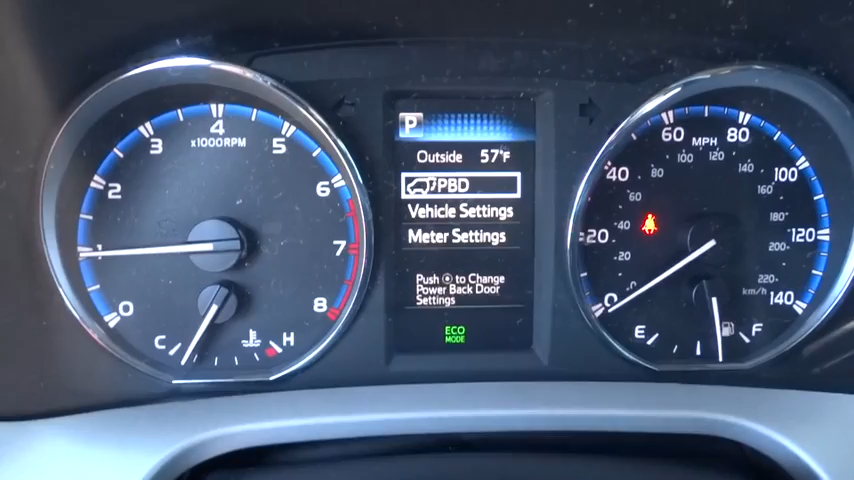 0
1
2
3
4
x1000RPM
5
6
7
8
C
H
P
Outside 57°F
PBD
Vehicle Settings
Meter Settings
Push to Change
Power Back Door
Settings
ECO
MODE
0
20
40
60
MPH
80
100
120
140
20
40
60
80
100
120
140
160
180
200
220
km/h
E
F